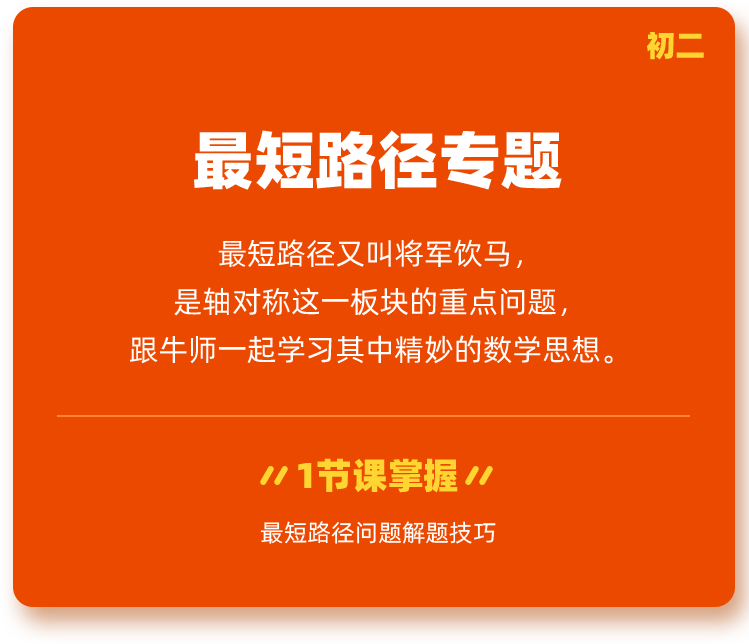 初二
最短路径专题
最短路径又叫将军饮马，
是轴对称这一板块的重点问题，
跟牛师一起学习其中精妙的数学思想。
1节课掌握
最短路径问题解题技巧